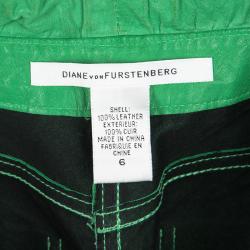 DIANE VON FURSTENBERG
SHELL:
100% LEATHER
EXTERIEUR:
100% CUIR
MADE IN CHINA
FABRIQUE EN
CHINE
6